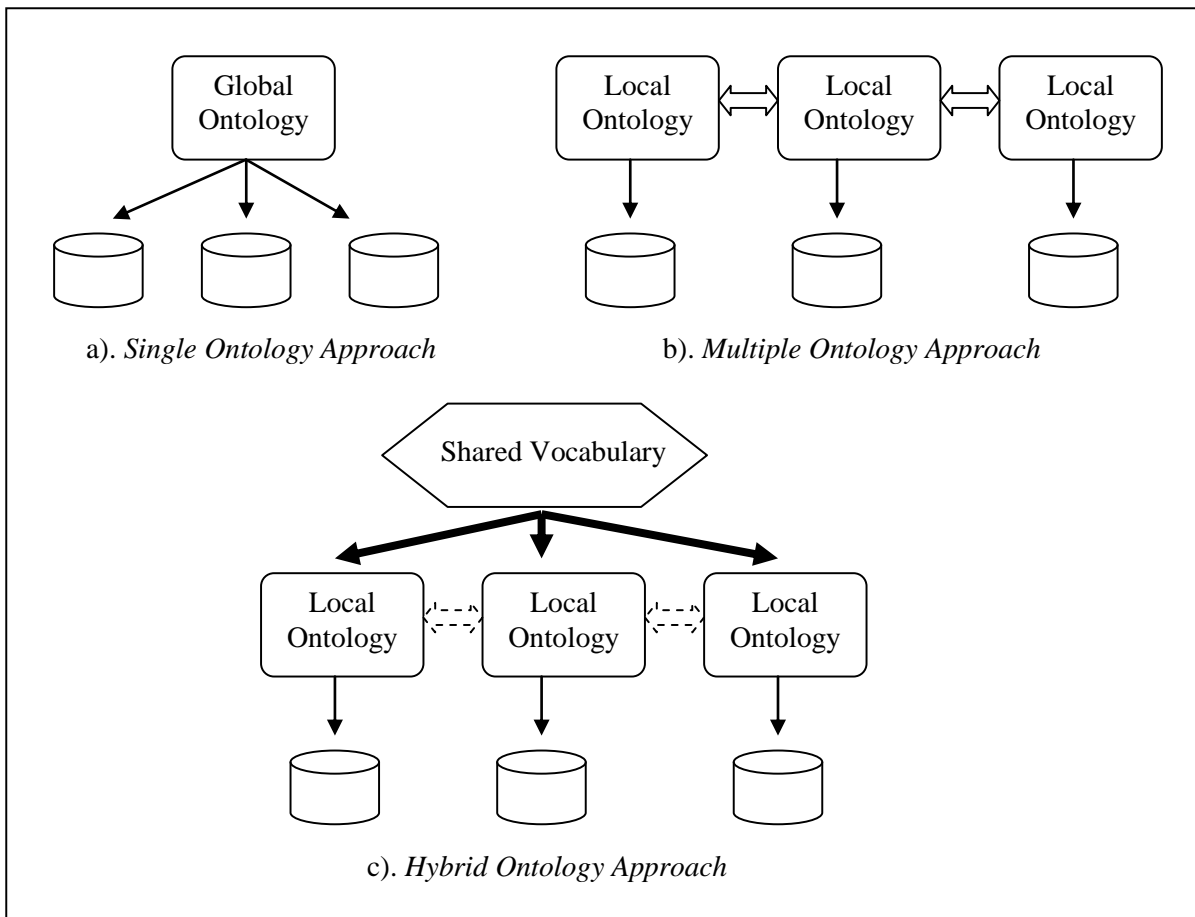 Global
Ontology
Local
Ontology
Local
Ontology
Local
Ontology
a). Single Ontology Approach
b). Multiple Ontology Approach
Shared Vocabulary
Local
Ontology
Local
Ontology
Local
Ontology
c). Hybrid Ontology Approach